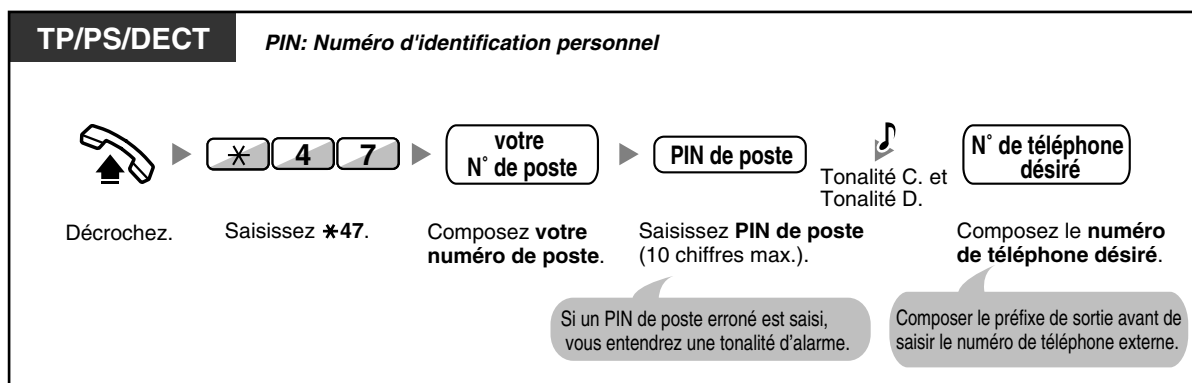 TP/PS/DECT
PIN: Numéro d'identification personnel
✳ 4 7
votre
N˚ de poste
PIN de poste
Tonalité C. et
Tonalité D.
N˚ de téléphone
désiré
Décrochez.
Saisissez ✳47.
Composez votre
numéro de poste.
Saisissez PIN de poste
(10 chiffres max.).
Composez le numéro
de téléphone désiré.
Si un PIN de poste erroné est saisi,
vous entendrez une tonalité d’alarme.
Composer le préfixe de sortie avant de
saisir le numéro de téléphone externe.